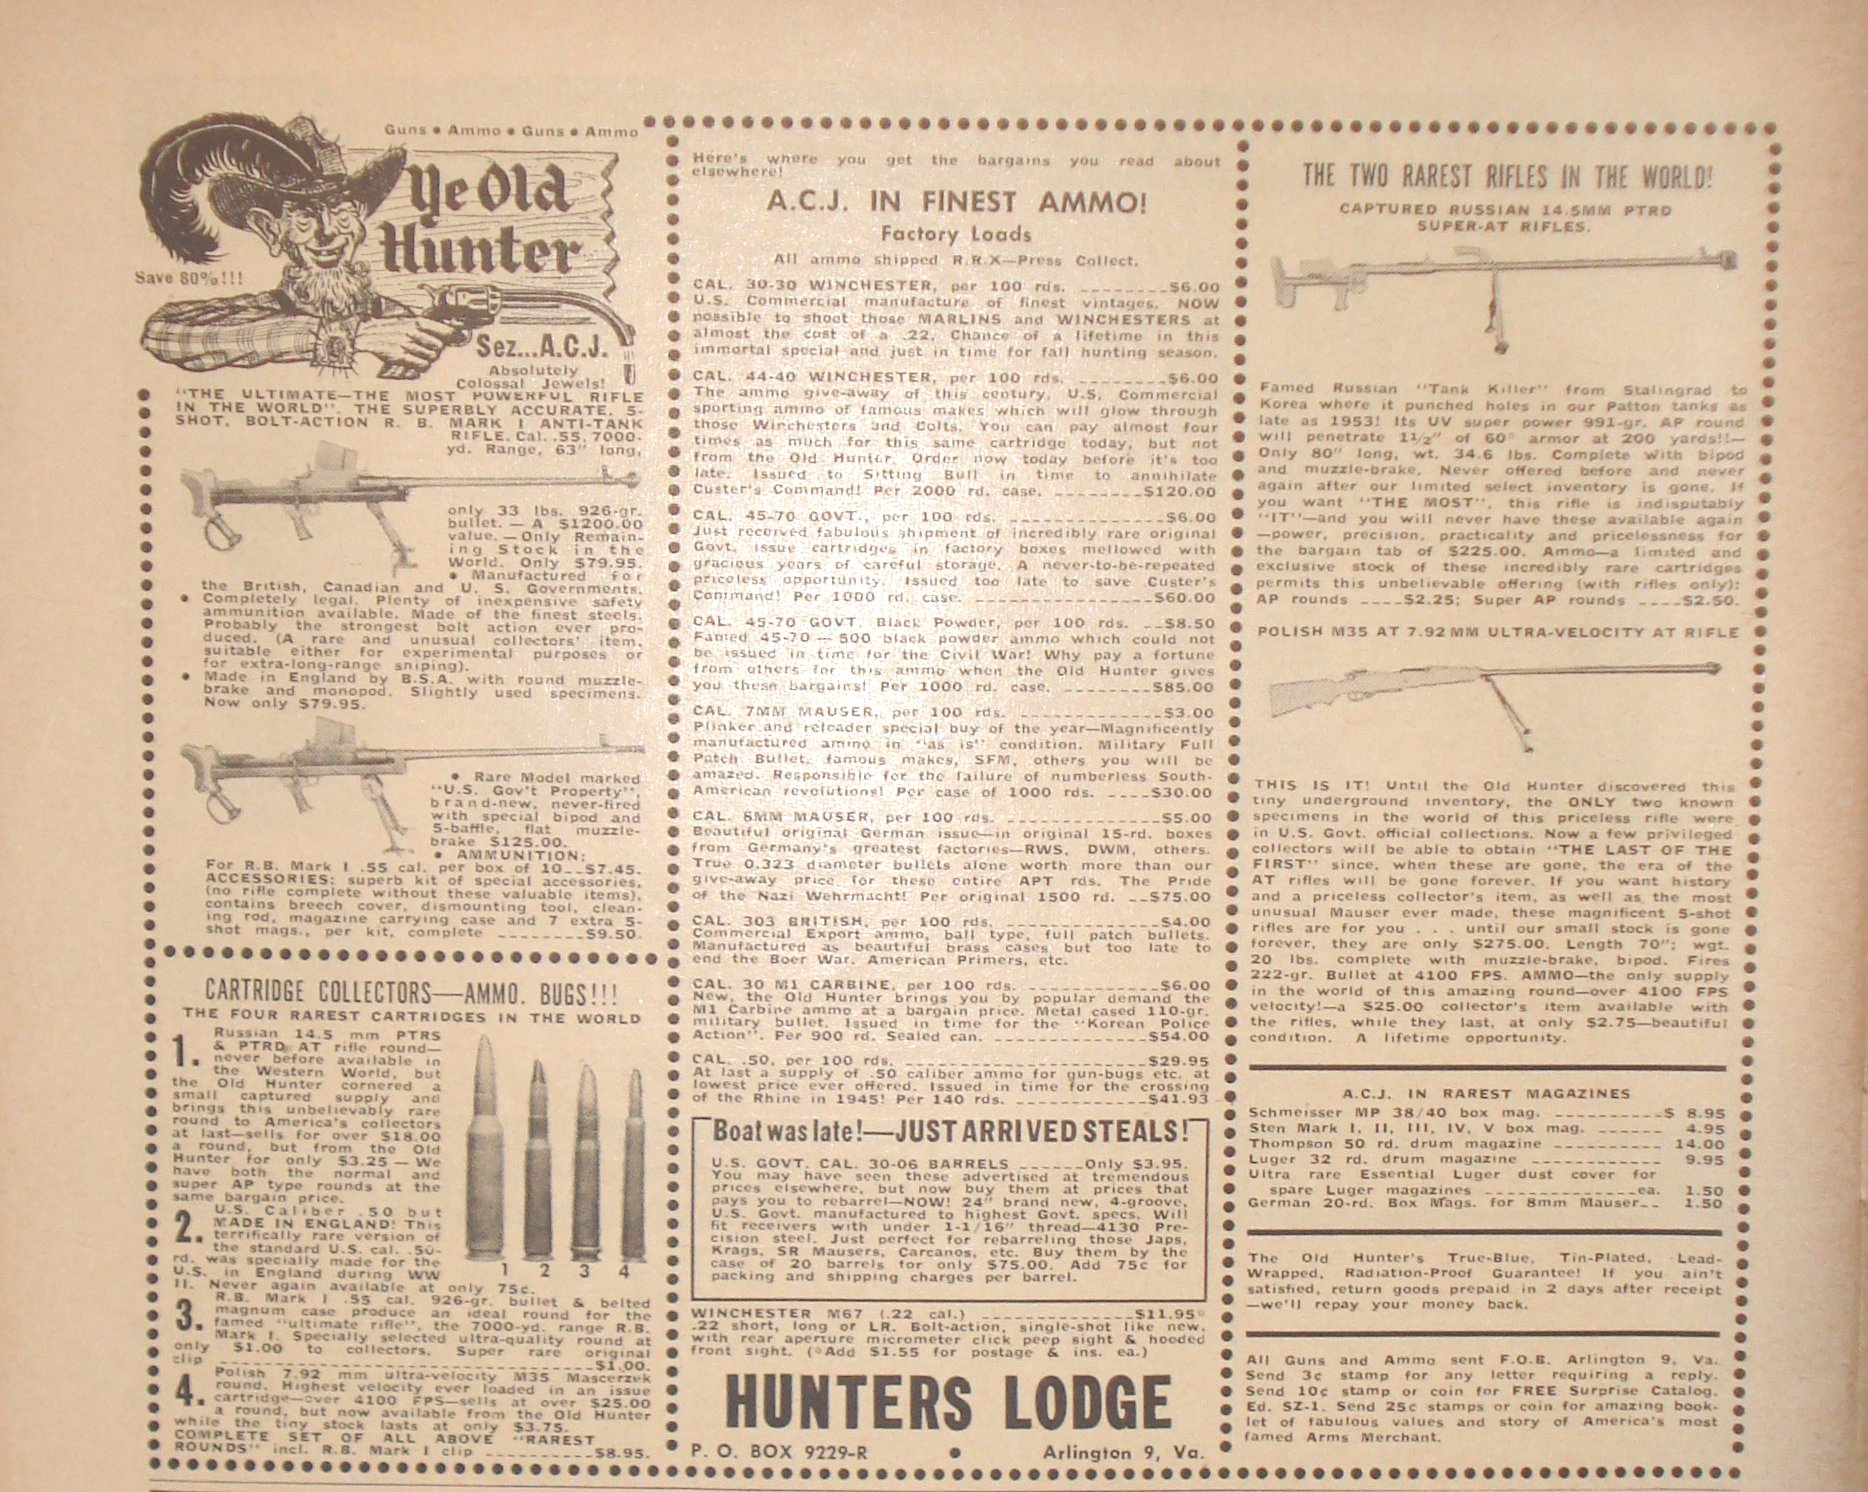 Guns • Ammo • Guns • Ammo
Ye Old
Hunter
Save 80%!!!
Sez...A.C.J.
Absolutely
Colossal Jewels!
"THE ULTIMATE—THE MOST POWERFUL RIFLE
IN THE WORLD". THE SUPERBLY ACCURATE, 5-
SHOT, BOLT-ACTION R. B. MARK I ANTI-TANK
RIFLE. Cal. .55, 7000-
yd. Range, 63" long,
only 33 lbs. 926-gr.
bullet. — A $1200.00
value. — Only Remain-
ing Stock in the
World. Only $79.95.
• Manufactured for
the British, Canadian and U. S. Governments.
• Completely legal. Plenty of inexpensive safety
ammunition available. Made of the finest steels.
Probably the strongest bolt action ever pro-
duced. (A rare and unusual collectors' item,
suitable either for experimental purposes or
for extra-long-range sniping).
• Made in England by B.S.A. with round muzzle-
brake and monopod. Slightly used specimens.
Now only $79.95.
• Rare Model marked
"U.S. Gov't Property",
brand-new, never-fired
with special bipod and
5-baffle, flat muzzle-
brake $125.00.
• AMMUNITION:
For R.B. Mark I .55 cal. per box of 10__$7.45.
ACCESSORIES: superb kit of special accessories,
(no rifle complete without these valuable items),
contains breech cover, dismounting tool, clean-
ing rod, magazine carrying case and 7 extra 5-
shot mags., per kit, complete ________$9.50.
CARTRIDGE COLLECTORS—AMMO. BUGS!!!
THE FOUR RAREST CARTRIDGES IN THE WORLD
1. Russian 14.5 mm PTRS
& PTRD AT rifle round—
never before available in
the Western World, but
the Old Hunter cornered a
small captured supply and
brings this unbelievably rare
round to America's collectors
at last—sells for over $18.00
a round, but from the Old
Hunter for only $3.25 — We
have both the normal and
super AP type rounds at the
same bargain price.
2. U.S. Caliber .50 but
MADE IN ENGLAND! This
terrifically rare version of
the standard U.S. cal. .50-
rd. was specially made for the
U.S. in England during WW
II. Never again available at only 75c.
1 2 3 4
3. R.B. Mark I .55 cal. 926-gr. bullet & belted
magnum case produce an ideal round for the
famed "ultimate rifle", the 7000-yd. range R.B.
Mark I. Specially selected ultra-quality round at
only $1.00 to collectors. Super rare original
clip ________________________________$1.00.
4. Polish 7.92 mm ultra-velocity M35 Mascerzek
round. Highest velocity ever loaded in an issue
cartridge—over 4100 FPS—sells at over $25.00
a round, but now available from the Old Hunter
while the tiny stock lasts at only $3.75.
COMPLETE SET OF ALL ABOVE "RAREST
ROUNDS" incl. R.B. Mark I clip _________$8.95.
Here's where you get the bargains you read about
elsewhere!
A.C.J. IN FINEST AMMO!
Factory Loads
All ammo shipped R.R.X—Press Collect.
CAL. 30-30 WINCHESTER, per 100 rds. ________$6.00
U.S. Commercial manufacture of finest vintages. NOW
possible to shoot those MARLINS and WINCHESTERS at
almost the cost of a .22. Chance of a lifetime in this
immortal special and just in time for fall hunting season.
CAL. 44-40 WINCHESTER, per 100 rds. ________$6.00
The ammo give-away of this century. U.S. Commercial
sporting ammo of famous makes which will glow through
those Winchesters and Colts. You can pay almost four
times as much for this same cartridge today, but not
from the Old Hunter. Order now today before it's too
late. Issued to Sitting Bull in time to annihilate
Custer's Command! Per 2000 rd. case. ________$120.00
CAL. 45-70 GOVT., per 100 rds. ______________$6.00
Just received fabulous shipment of incredibly rare original
Govt. issue cartridges in factory boxes mellowed with
gracious years of careful storage. A never-to-be-repeated
priceless opportunity. Issued too late to save Custer's
Command! Per 1000 rd. case. _________________$60.00
CAL. 45-70 GOVT. Black Powder, per 100 rds. __$8.50
Famed 45-70 — 500 black powder ammo which could not
be issued in time for the Civil War! Why pay a fortune
from others for this ammo when the Old Hunter gives
you these bargains! Per 1000 rd. case. ________$85.00
CAL. 7MM MAUSER, per 100 rds. _____________$3.00
Plinker and reloader special buy of the year—Magnificently
manufactured ammo in "as is" condition. Military Full
Patch Bullet, famous makes, SFM, others you will be
amazed. Responsible for the failure of numberless South-
American revolutions! Per case of 1000 rds. ____$30.00
CAL. 8MM MAUSER, per 100 rds. ______________$5.00
Beautiful original German issue—in original 15-rd. boxes
from Germany's greatest factories—RWS, DWM, others.
True 0.323 diameter bullets alone worth more than our
give-away price for these entire APT rds. The Pride
of the Nazi Wehrmacht! Per original 1500 rd. __$75.00
CAL. 303 BRITISH, per 100 rds. _______________$4.00
Commercial Export ammo, ball type, full patch bullets.
Manufactured as beautiful brass cases but too late to
end the Boer War. American Primers, etc.
CAL. 30 M1 CARBINE, per 100 rds. ____________$6.00
New, the Old Hunter brings you by popular demand the
M1 Carbine ammo at a bargain price. Metal cased 110-gr.
military bullet. Issued in time for the "Korean Police
Action". Per 900 rd. Sealed can. ______________$54.00
CAL. .50, per 100 rds. ______________________$29.95
At last a supply of .50 caliber ammo for gun-bugs etc. at
lowest price ever offered. Issued in time for the crossing
of the Rhine in 1945! Per 140 rds. ____________$41.93
Boat was late!—JUST ARRIVED STEALS!
U.S. GOVT. CAL. 30-06 BARRELS ______Only $3.95.
You may have seen these advertised at tremendous
prices elsewhere, but now buy them at prices that
pays you to rebarrel—NOW! 24" brand new, 4-groove,
U.S. Govt. manufactured to highest Govt. specs. Will
fit receivers with under 1-1/16" thread—4130 Pre-
cision steel. Just perfect for rebarreling those Japs,
Krags, SR Mausers, Carcanos, etc. Buy them by the
case of 20 barrels for only $75.00. Add 75c for
packing and shipping charges per barrel.
WINCHESTER M67 (.22 cal.) ________________$11.95*
.22 short, long or LR. Bolt-action, single-shot like new,
with rear aperture micrometer click peep sight & hooded
front sight. (*Add $1.55 for postage & ins. ea.)
HUNTERS LODGE
P. O. BOX 9229-R • Arlington 9, Va.
THE TWO RAREST RIFLES IN THE WORLD!
CAPTURED RUSSIAN 14.5MM PTRD
SUPER-AT RIFLES.
Famed Russian "Tank Killer" from Stalingrad to
Korea where it punched holes in our Patton tanks as
late as 1953! Its UV super power 991-gr. AP round
will penetrate 1½" of 60° armor at 200 yards!!—
Only 80" long, wt. 34.6 lbs. Complete with bipod
and muzzle-brake. Never offered before and never
again after our limited select inventory is gone. If
you want "THE MOST", this rifle is indisputably
"IT"—and you will never have these available again
—power, precision, practicality and pricelessness for
the bargain tab of $225.00. Ammo—a limited and
exclusive stock of these incredibly rare cartridges
permits this unbelievable offering (with rifles only):
AP rounds ____$2.25; Super AP rounds ____$2.50.
POLISH M35 AT 7.92MM ULTRA-VELOCITY AT RIFLE
THIS IS IT! Until the Old Hunter discovered this
tiny underground inventory, the ONLY two known
specimens in the world of this priceless rifle were
in U.S. Govt. official collections. Now a few privileged
collectors will be able to obtain "THE LAST OF THE
FIRST" since, when these are gone, the era of the
AT rifles will be gone forever. If you want history
and a priceless collector's item, as well as the most
unusual Mauser ever made, these magnificent 5-shot
rifles are for you . . . until our small stock is gone
forever, they are only $275.00. Length 70"; wgt.
20 lbs. complete with muzzle-brake, bipod. Fires
222-gr. Bullet at 4100 FPS. AMMO—the only supply
in the world of this amazing round—over 4100 FPS
velocity!—a $25.00 collector's item available with
the rifles, while they last, at only $2.75—beautiful
condition. A lifetime opportunity.
A.C.J. IN RAREST MAGAZINES
Schmeisser MP 38/40 box mag. __________$ 8.95
Sten Mark I, II, III, IV, V box mag. ______ 4.95
Thompson 50 rd. drum magazine __________ 14.00
Luger 32 rd. drum magazine ____________ 9.95
Ultra rare Essential Luger dust cover for
spare Luger magazines ______________ea. 1.50
German 20-rd. Box Mags. for 8mm Mauser__ 1.50
The Old Hunter's True-Blue, Tin-Plated, Lead-
Wrapped, Radiation-Proof Guarantee! If you ain't
satisfied, return goods prepaid in 2 days after receipt
—we'll repay your money back.
All Guns and Ammo sent F.O.B. Arlington 9, Va.
Send 3c stamp for any letter requiring a reply.
Send 10c stamp or coin for FREE Surprise Catalog.
Ed. SZ-1. Send 25c stamps or coin for amazing book-
let of fabulous values and story of America's most
famed Arms Merchant.